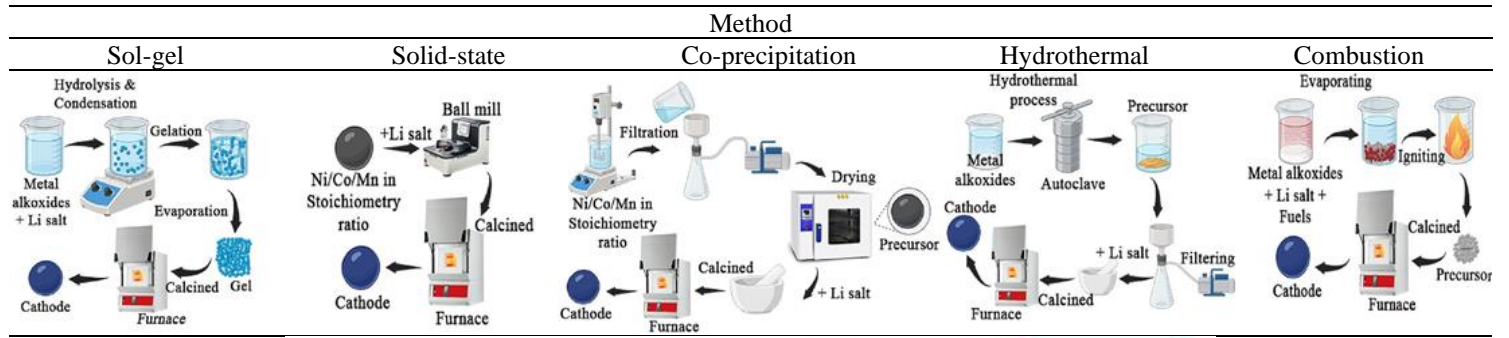 Method
Sol-gel
Solid-state
Co-precipitation
Hydrothermal
Combustion
Hydrolysis &
Condensation
Gelation
Metal
alkoxides
+ Li salt
Evaporation
Gel
Calcined
Furnace
Cathode
Ball mill
+Li salt
Ni/Co/Mn in
Stoichiometry
ratio
Calcined
Cathode
Furnace
Filtration
Ni/Co/Mn in
Stoichiometry
ratio
Drying
Precursor
+ Li salt
Calcined
Cathode
Furnace
Hydrothermal
process
Precursor
Metal
alkoxides
Autoclave
Cathode
+ Li salt
Filtering
Calcined
Furnace
Evaporating
Igniting
Metal alkoxides
+ Li salt +
Fuels
Calcined
Precursor
Cathode
Furnace